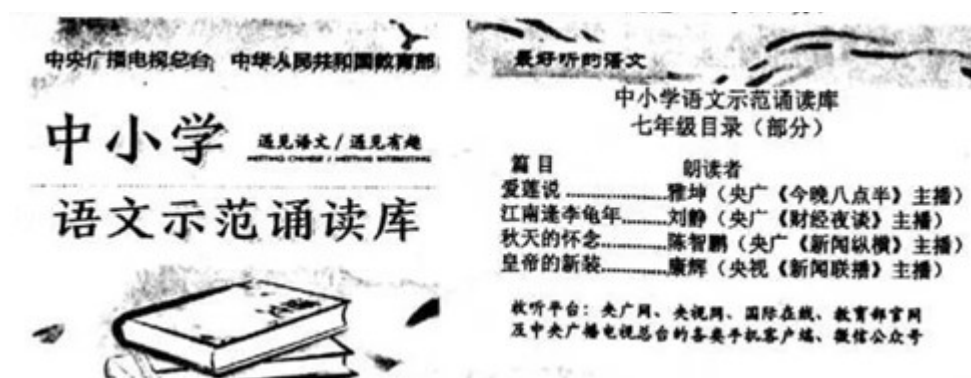 中央广播电视总台 中华人民共和国教育部
中小学 遇见语文/遇见有趣
MEETING CHINESE / MEETING INTERESTING
语文示范诵读库
最好听的语文
中小学语文示范诵读库
七年级目录（部分）
篇目 朗读者
爱莲说..................雅坤（央广《今晚八点半》主播）
江南逢李龟年..........刘静（央广《财经夜谈》主播）
秋天的怀念.............陈智鹏（央广《新闻纵横》主播）
皇帝的新装.............康辉（央视《新闻联播》主播）
收听平台：央广网、央视网、国际在线、教育部官网
及中央广播电视总台的各类手机客户端、微信公众号